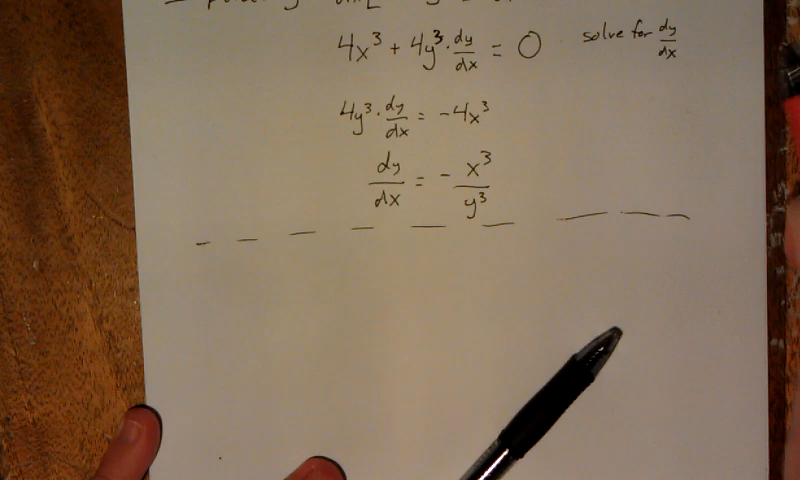 4x³ + 4y³ · dy/dx = 0 solve for dy/dx
4y³ · dy/dx = -4x³
dy/dx = - x³/y³